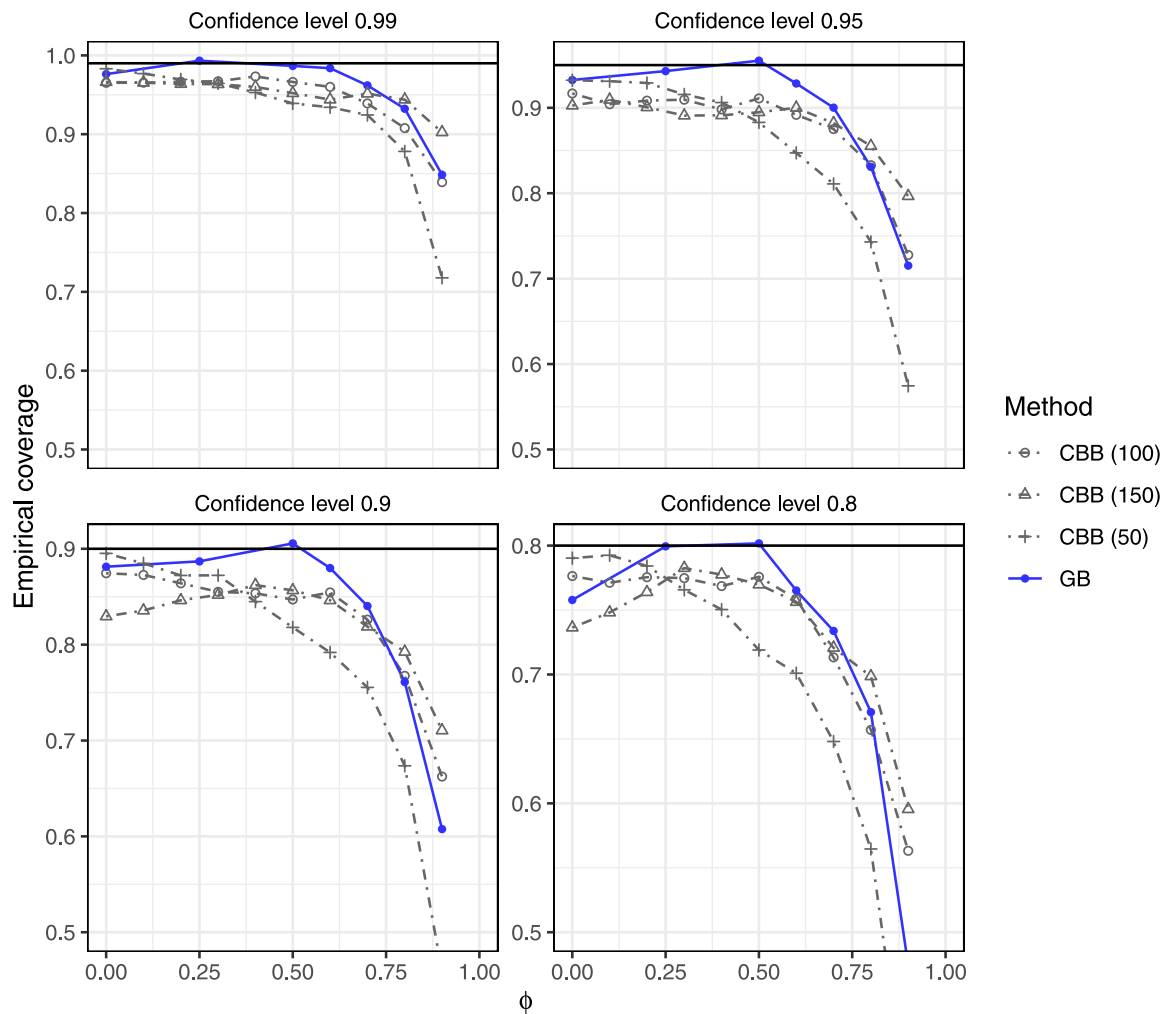 Confidence level 0.99
Confidence level 0.95
1.0
0.9
0.8
0.7
0.6
0.5
0.9
0.8
0.7
0.6
0.5
Confidence level 0.9
Confidence level 0.8
0.9
0.8
0.7
0.6
0.5
0.8
0.7
0.6
0.5
0.00 0.25 0.50 0.75 1.00
0.00 0.25 0.50 0.75 1.00
ϕ
Empirical coverage
Method
CBB (100)
CBB (150)
CBB (50)
GB